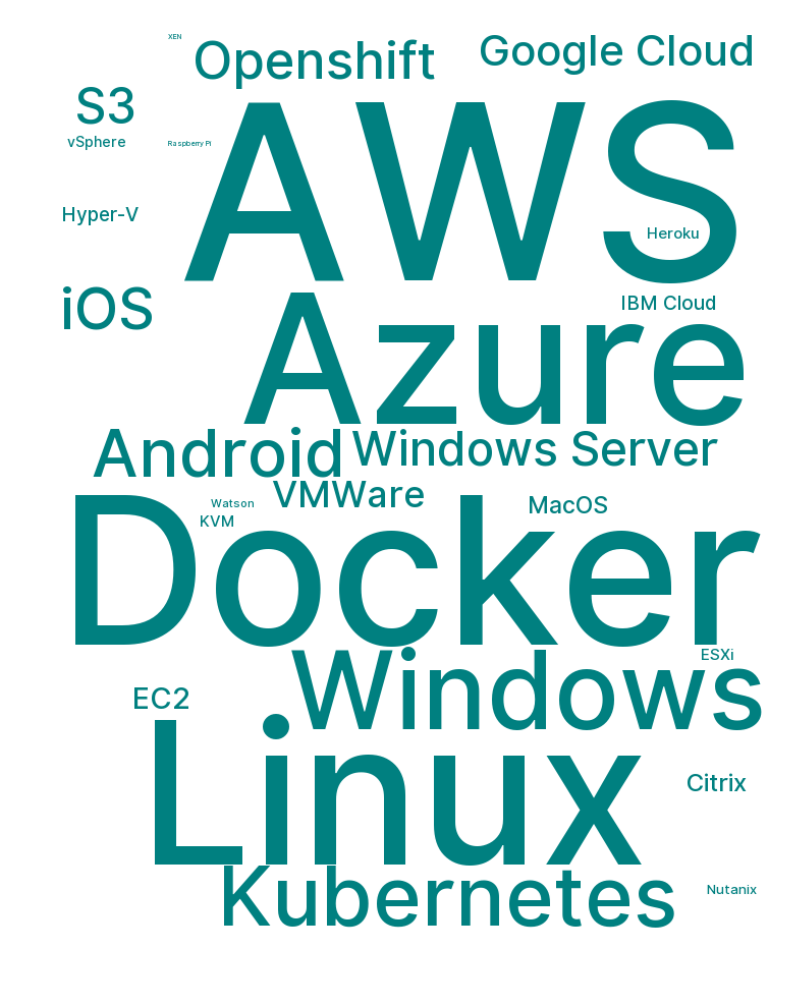 XEN
Openshift
Google Cloud
S3
vSphere
Raspberry Pi
AWS
Hyper-V
Heroku
iOS
IBM Cloud
Azure
Android
Windows Server
VMWare
Watson
MacOS
KVM
Docker
ESXi
Windows
EC2
Linux
Citrix
Kubernetes
Nutanix